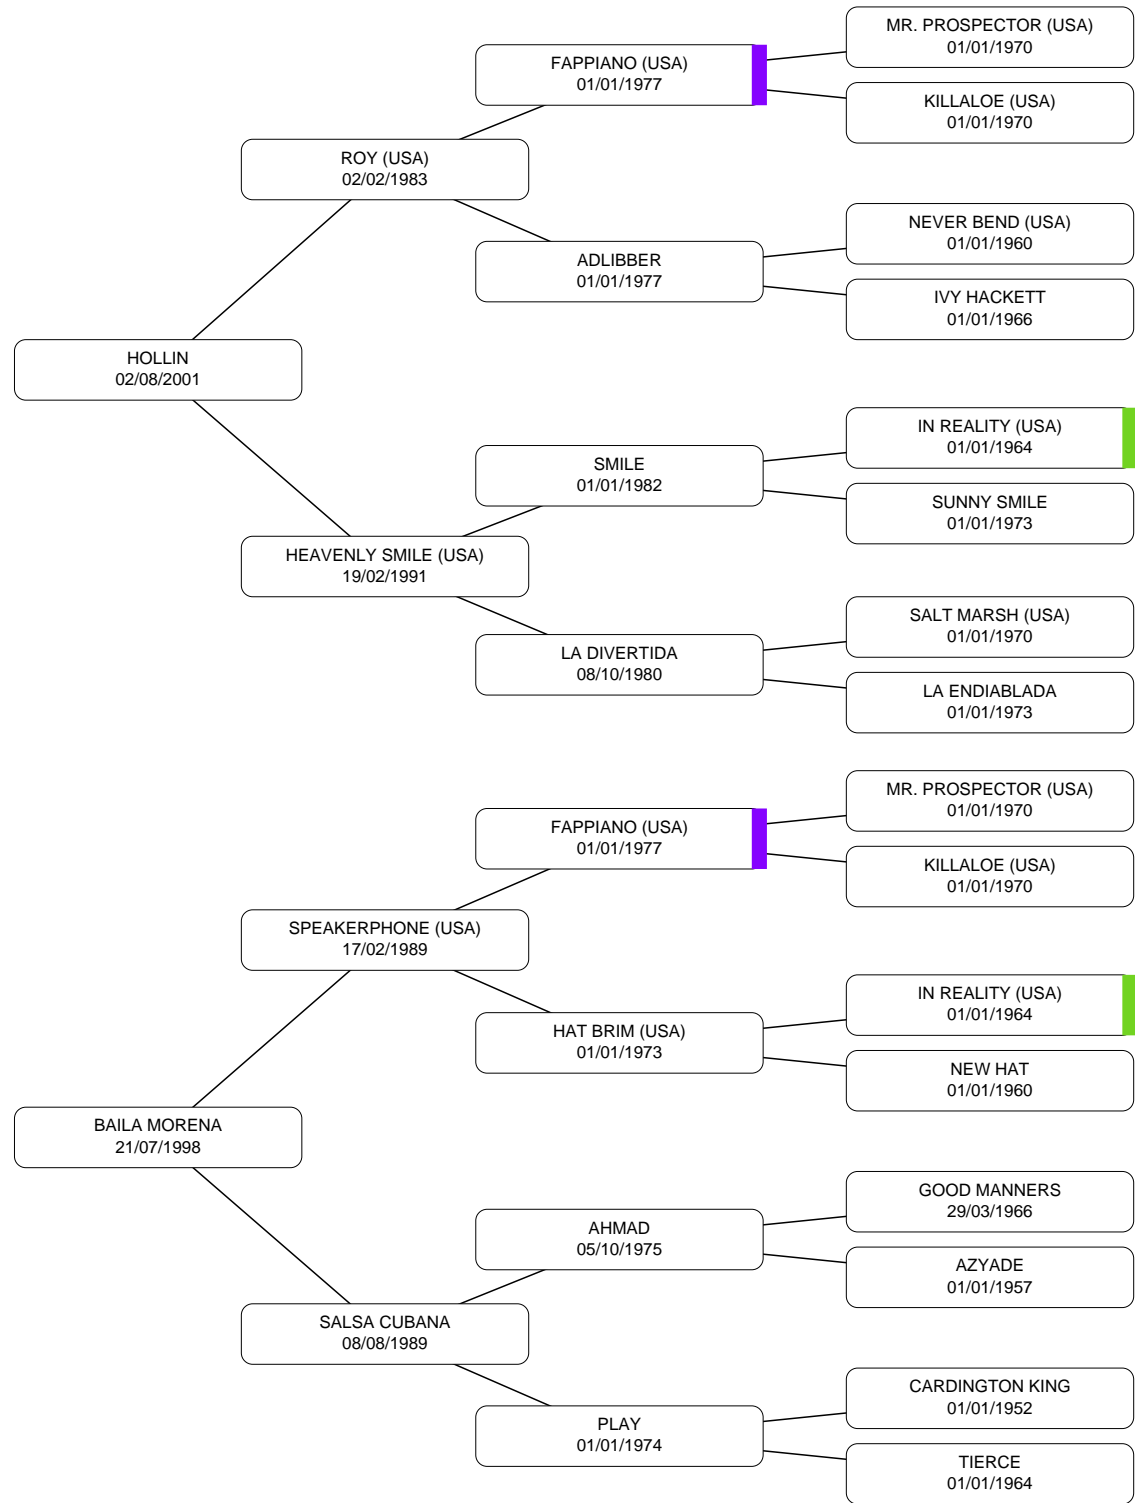 MR. PROSPECTOR (USA)
01/01/1970
FAPPIANO (USA)
01/01/1977
KILLALOE (USA)
01/01/1970
ROY (USA)
02/02/1983
NEVER BEND (USA)
01/01/1960
ADLIBBER
01/01/1977
IVY HACKETT
01/01/1966
HOLLIN
02/08/2001
IN REALITY (USA)
01/01/1964
SMILE
01/01/1982
SUNNY SMILE
01/01/1973
HEAVENLY SMILE (USA)
19/02/1991
SALT MARSH (USA)
01/01/1970
LA DIVERTIDA
08/10/1980
LA ENDIABLADA
01/01/1973
MR. PROSPECTOR (USA)
01/01/1970
FAPPIANO (USA)
01/01/1977
KILLALOE (USA)
01/01/1970
SPEAKERPHONE (USA)
17/02/1989
IN REALITY (USA)
01/01/1964
HAT BRIM (USA)
01/01/1973
NEW HAT
01/01/1960
BAILA MORENA
21/07/1998
GOOD MANNERS
29/03/1966
AHMAD
05/10/1975
AZYADE
01/01/1957
SALSA CUBANA
08/08/1989
CARDINGTON KING
01/01/1952
PLAY
01/01/1974
TIERCE
01/01/1964